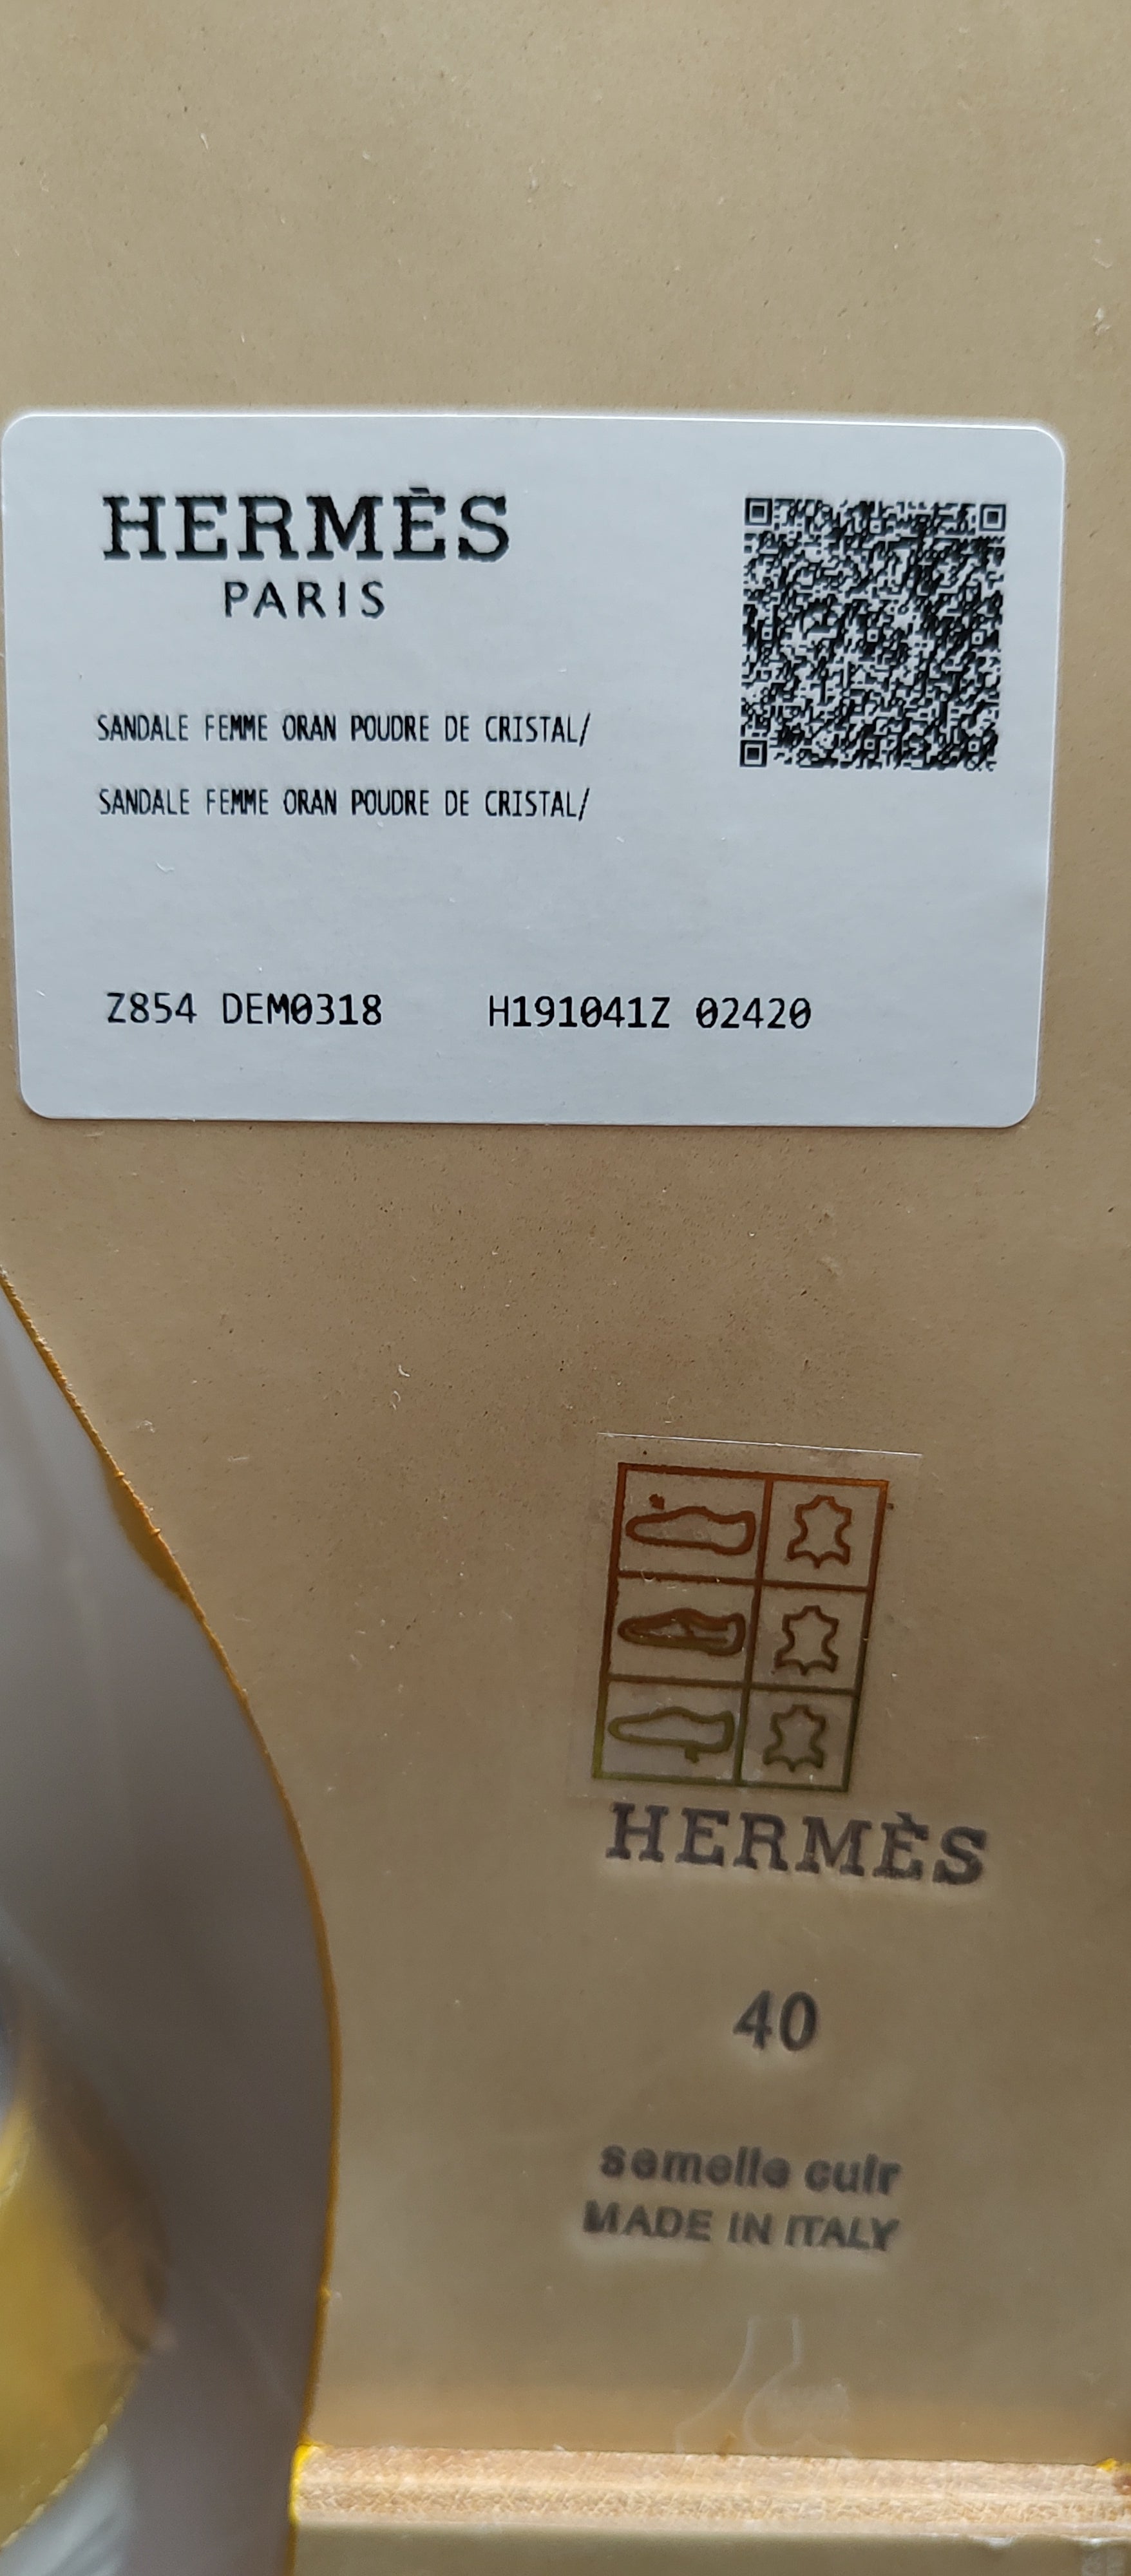 HERMÈS
PARIS
SANDALE FEMME ORAN POUDRE DE CRISTAL/
SANDALE FEMME ORAN POUDRE DE CRISTAL/
Z854 DEM0318 H191041Z 02420
HERMÈS
40
semelle cuir
MADE IN ITALY